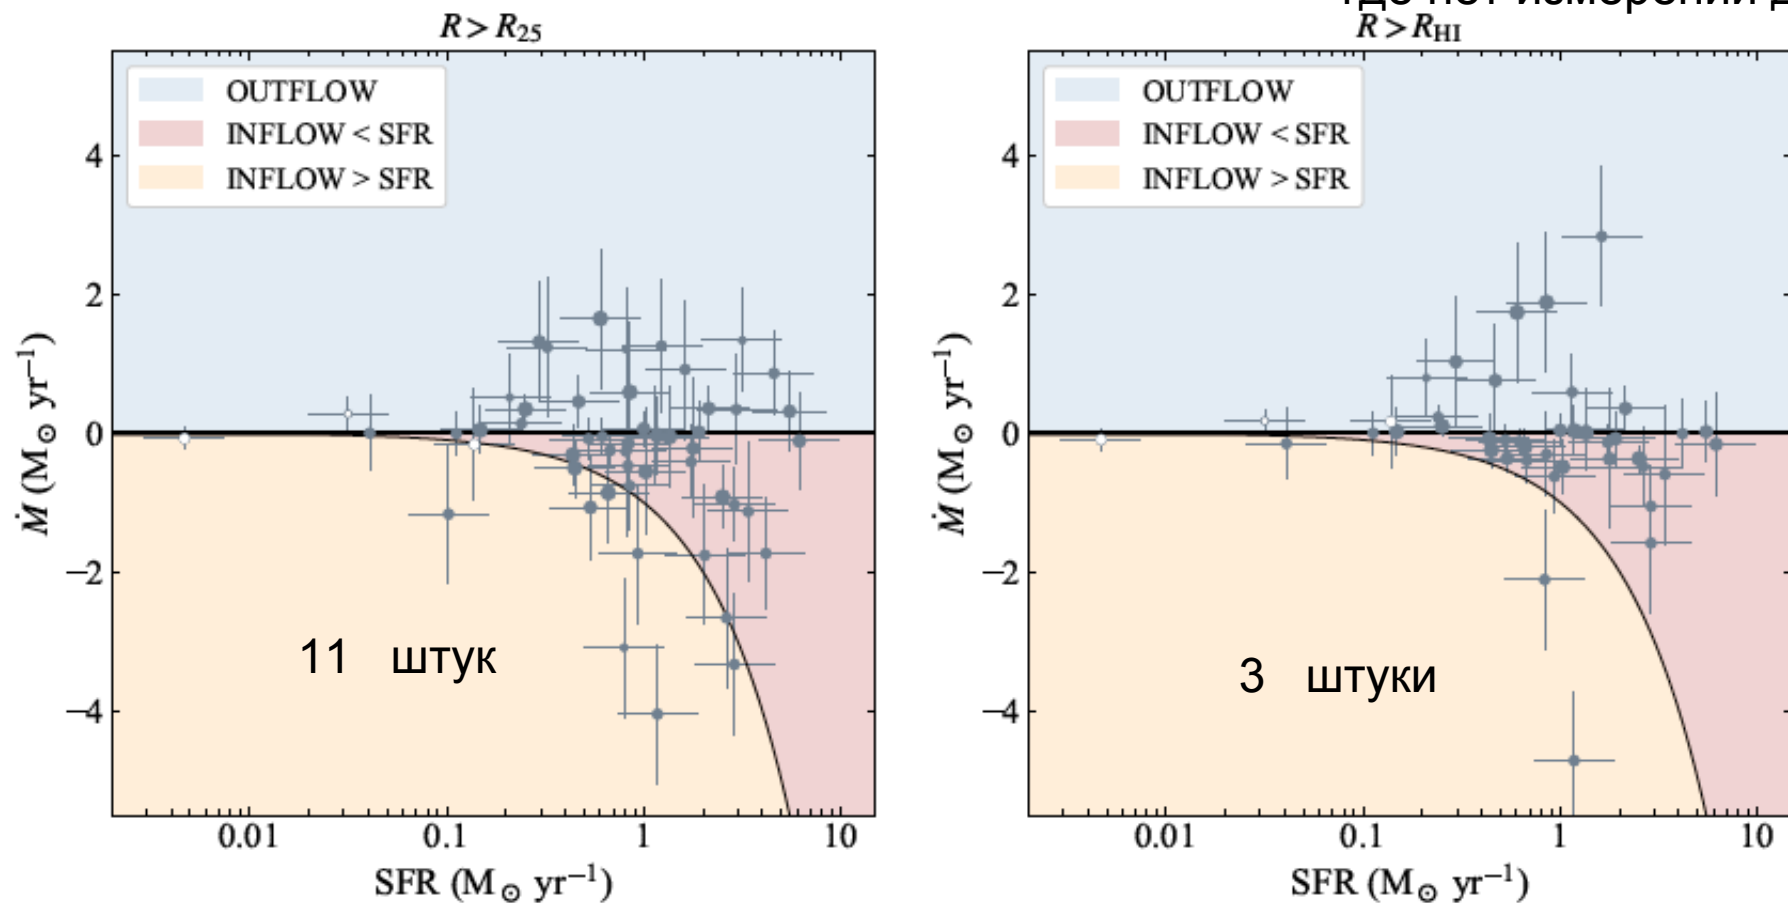 R > R₂₅
OUTFLOW
INFLOW < SFR
INFLOW > SFR
4
2
0
−2
−4
Ṁ (M⊙ yr⁻¹)
11 штук
0.01 0.1 1 10
SFR (M⊙ yr⁻¹)
R > R_HI
OUTFLOW
INFLOW < SFR
INFLOW > SFR
4
2
0
−2
−4
Ṁ (M⊙ yr⁻¹)
3 штуки
0.01 0.1 1 10
SFR (M⊙ yr⁻¹)